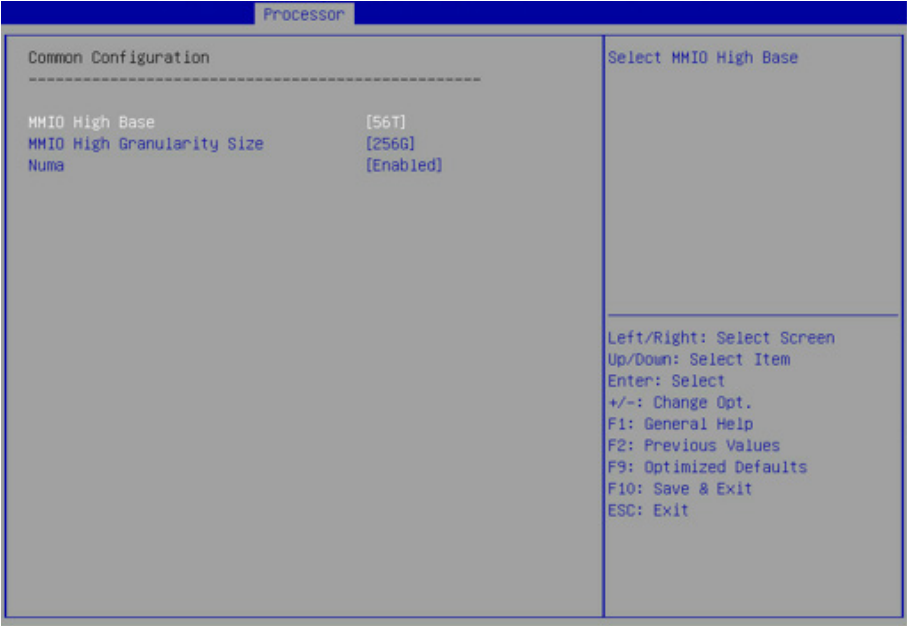 Processor
Common Configuration
--------------------------------------------------
MMIO High Base [56T]
MMIO High Granularity Size [256G]
Numa [Enabled]
Select MMIO High Base
Left/Right: Select Screen
Up/Down: Select Item
Enter: Select
+/-: Change Opt.
F1: General Help
F2: Previous Values
F9: Optimized Defaults
F10: Save & Exit
ESC: Exit